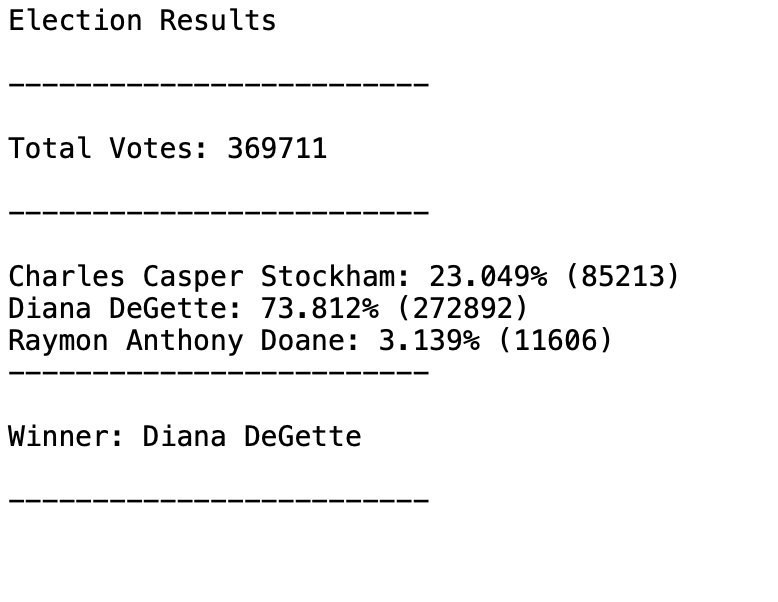 Election Results
-------------------------
Total Votes: 369711
-------------------------
Charles Casper Stockham: 23.049% (85213)
Diana DeGette: 73.812% (272892)
Raymon Anthony Doane: 3.139% (11606)
-------------------------
Winner: Diana DeGette
-------------------------